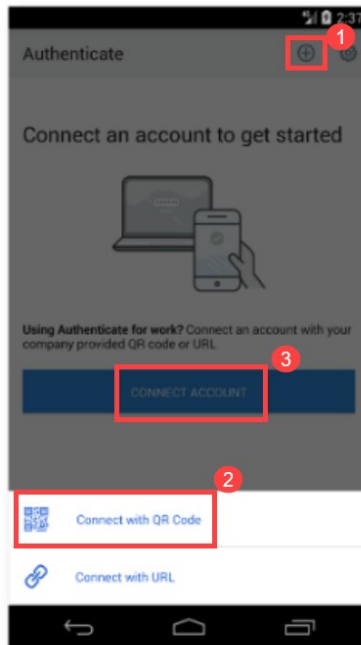 2:37
1
Authenticate
Connect an account to get started
Using Authenticate for work? Connect an account with your
company provided QR code or URL
3
CONNECT ACCOUNT
2
Connect with QR Code
Connect with URL